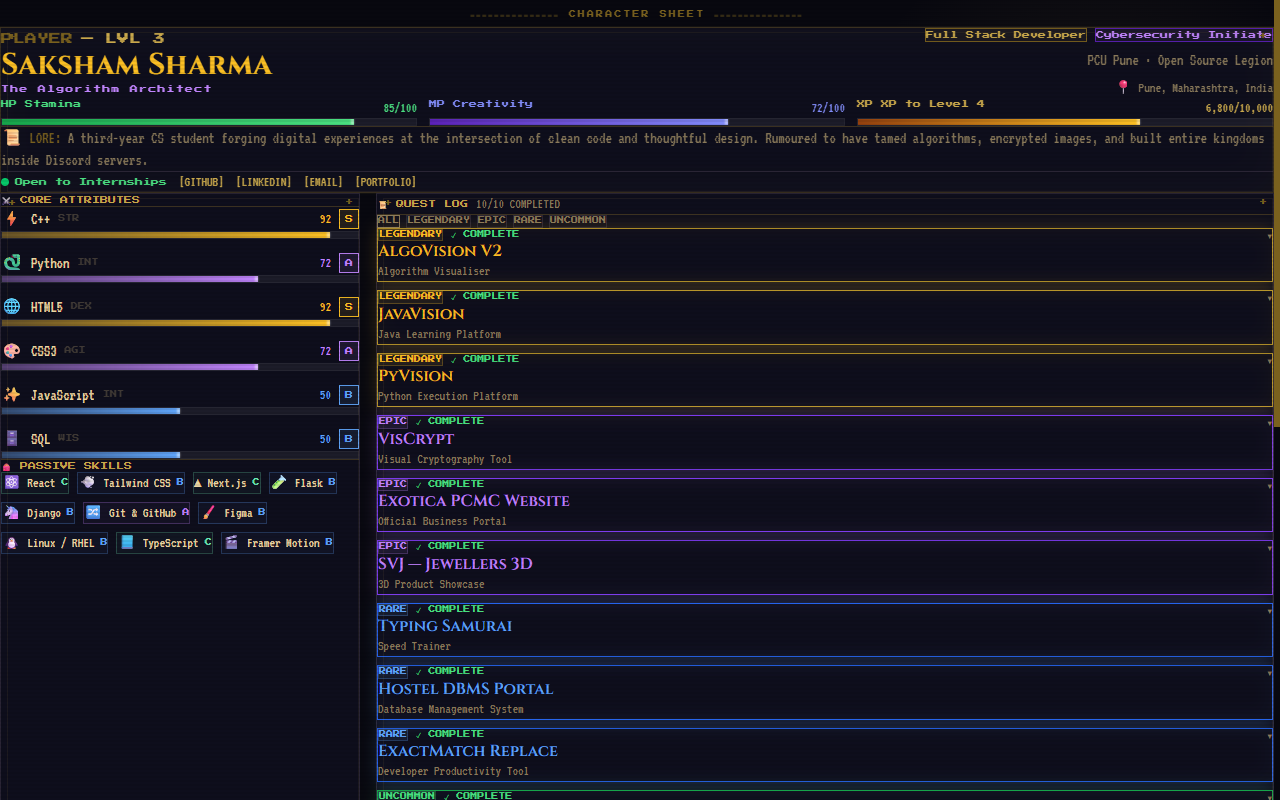 CHARACTER SHEET
PLAYER — LVL 3
Full Stack Developer
Cybersecurity Initiate
Saksham Sharma
PCU Pune · Open Source Legion
The Algorithm Architect
Pune, Maharashtra, India
HP Stamina 85/100
MP Creativity 72/100
XP XP to Level 4 6,800/10,000
LORE: A third-year CS student forging digital experiences at the intersection of clean code and thoughtful design. Rumoured to have tamed algorithms, encrypted images, and built entire kingdoms
inside Discord servers.
Open to Internships [GITHUB] [LINKEDIN] [EMAIL] [PORTFOLIO]
CORE ATTRIBUTES +
C++ STR 92 S
Python INT 72 A
HTML5 DEX 92 S
CSS3 AGI 72 A
JavaScript INT 50 B
SQL WIS 50 B
PASSIVE SKILLS
React C
Tailwind CSS B
Next.js C
Flask B
Django B
Git & GitHub A
Figma B
Linux / RHEL B
TypeScript C
Framer Motion B
QUEST LOG 10/10 COMPLETED +
ALL LEGENDARY EPIC RARE UNCOMMON
LEGENDARY ✓ COMPLETE ▾
AlgoVision V2
Algorithm Visualiser
LEGENDARY ✓ COMPLETE ▾
JavaVision
Java Learning Platform
LEGENDARY ✓ COMPLETE ▾
PyVision
Python Execution Platform
EPIC ✓ COMPLETE ▾
VisCrypt
Visual Cryptography Tool
EPIC ✓ COMPLETE ▾
Exotica PCMC Website
Official Business Portal
EPIC ✓ COMPLETE ▾
SVJ — Jewellers 3D
3D Product Showcase
RARE ✓ COMPLETE ▾
Typing Samurai
Speed Trainer
RARE ✓ COMPLETE ▾
Hostel DBMS Portal
Database Management System
RARE ✓ COMPLETE ▾
ExactMatch Replace
Developer Productivity Tool
UNCOMMON ✓ COMPLETE ▾